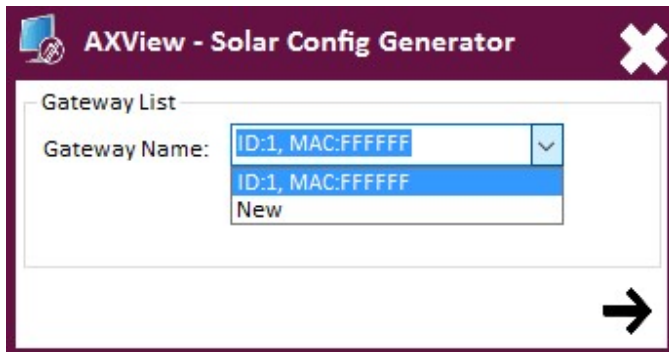 AXView - Solar Config Generator
Gateway List
Gateway Name: ID:1, MAC:FFFFFF
ID:1, MAC:FFFFFF
New